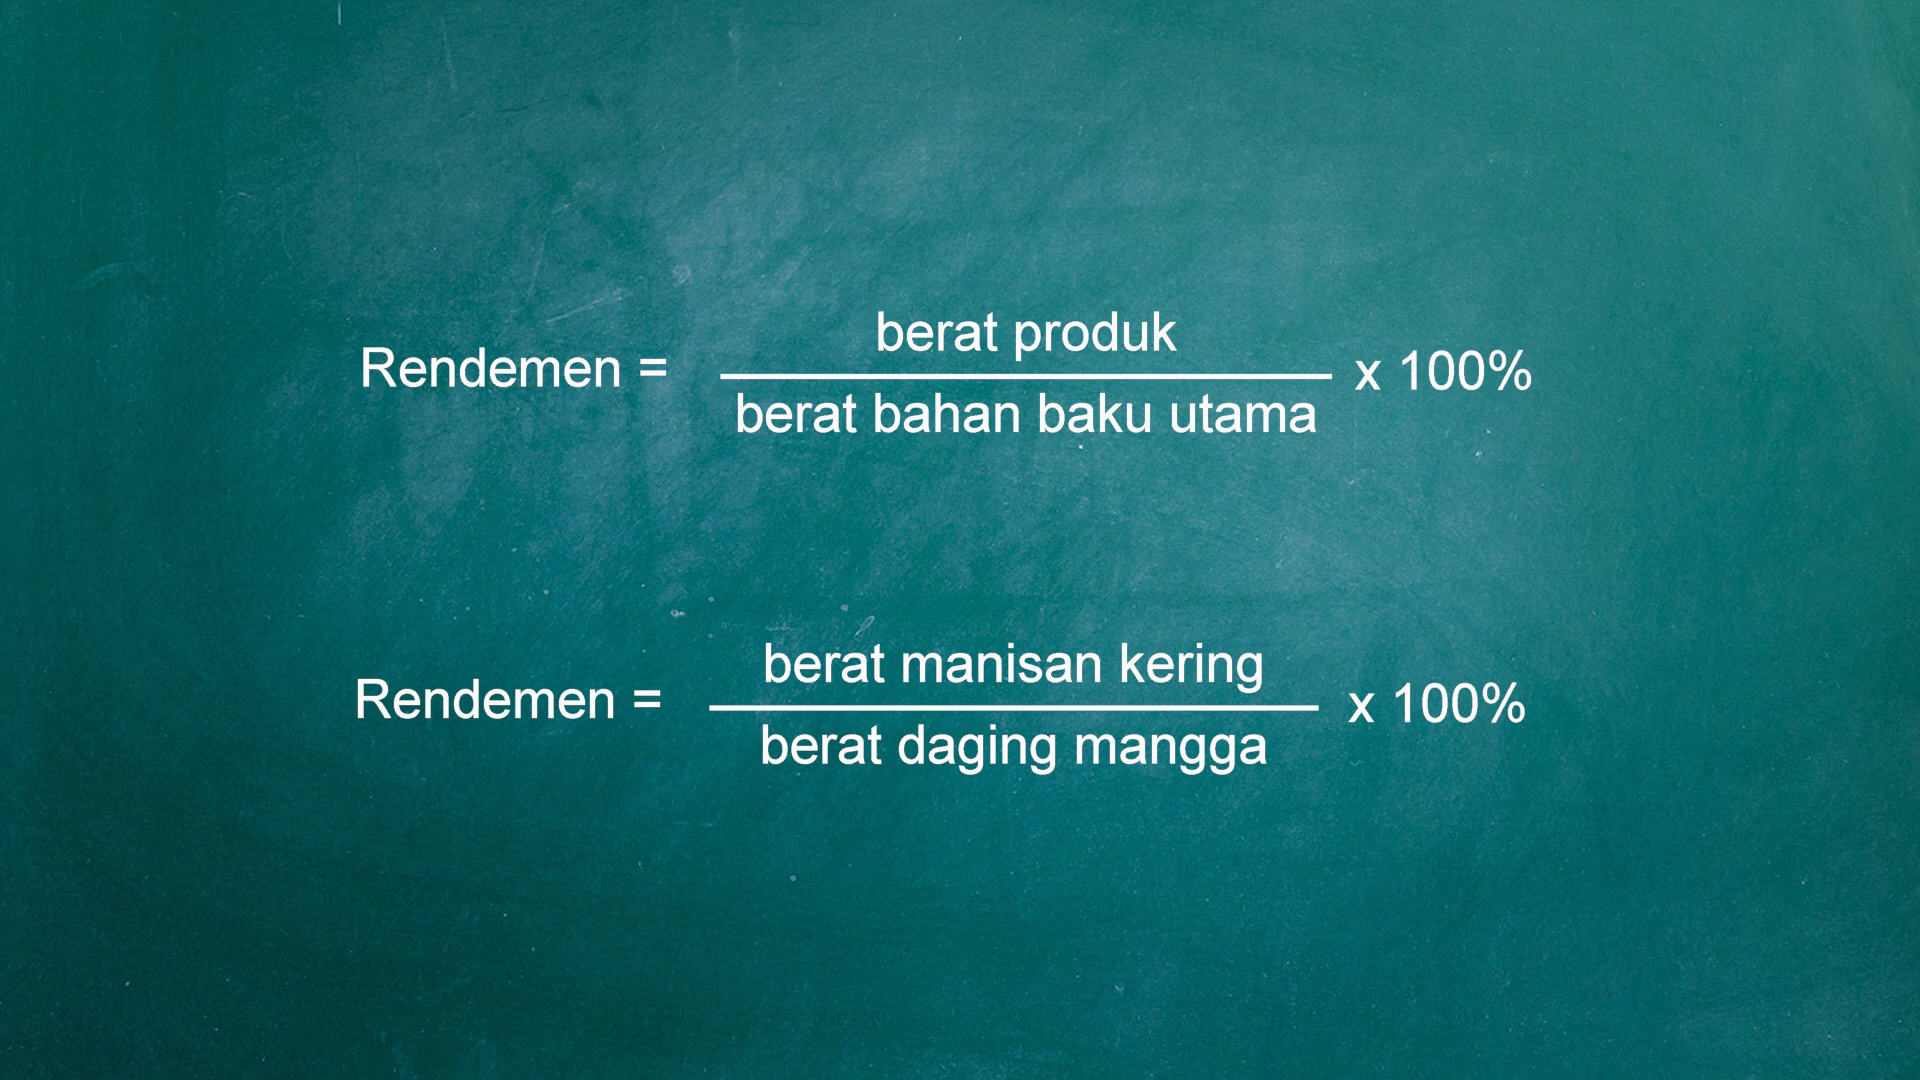 Rendemen = berat produk x 100%
berat bahan baku utama
Rendemen = berat manisan kering x 100%
berat daging mangga